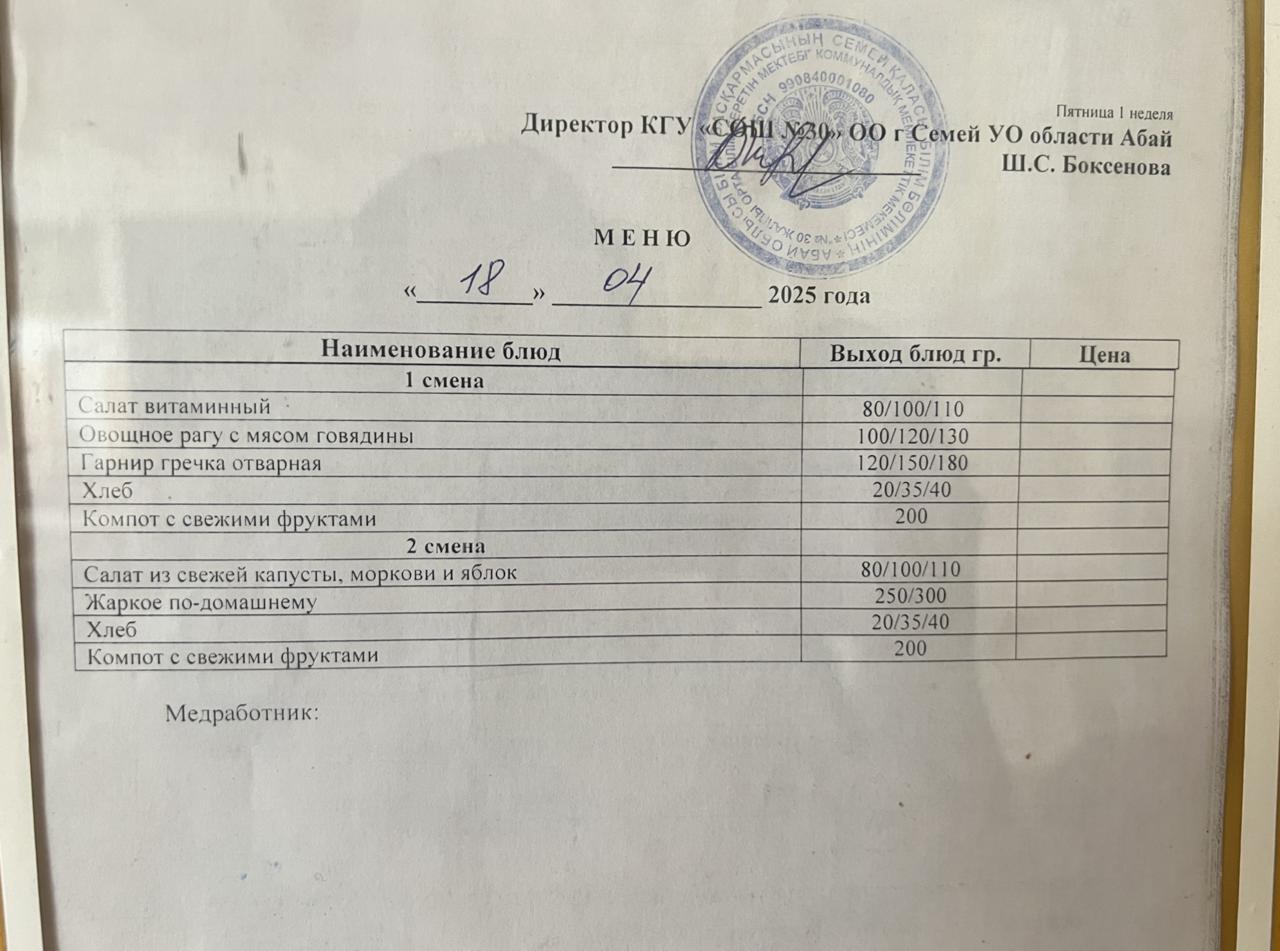 Пятница 1 неделя
Директор КГУ «СОШ №30» ОО г Семей УО области Абай
Ш.С. Боксенова
990840001080
М Е Н Ю
« 18 » 04 2025 года
Наименование блюд Выход блюд гр. Цена
1 смена
Салат витаминный 80/100/110
Овощное рагу с мясом говядины 100/120/130
Гарнир гречка отварная 120/150/180
Хлеб 20/35/40
Компот с свежими фруктами 200
2 смена
Салат из свежей капусты, моркови и яблок 80/100/110
Жаркое по-домашнему 250/300
Хлеб 20/35/40
Компот с свежими фруктами 200
Медработник: